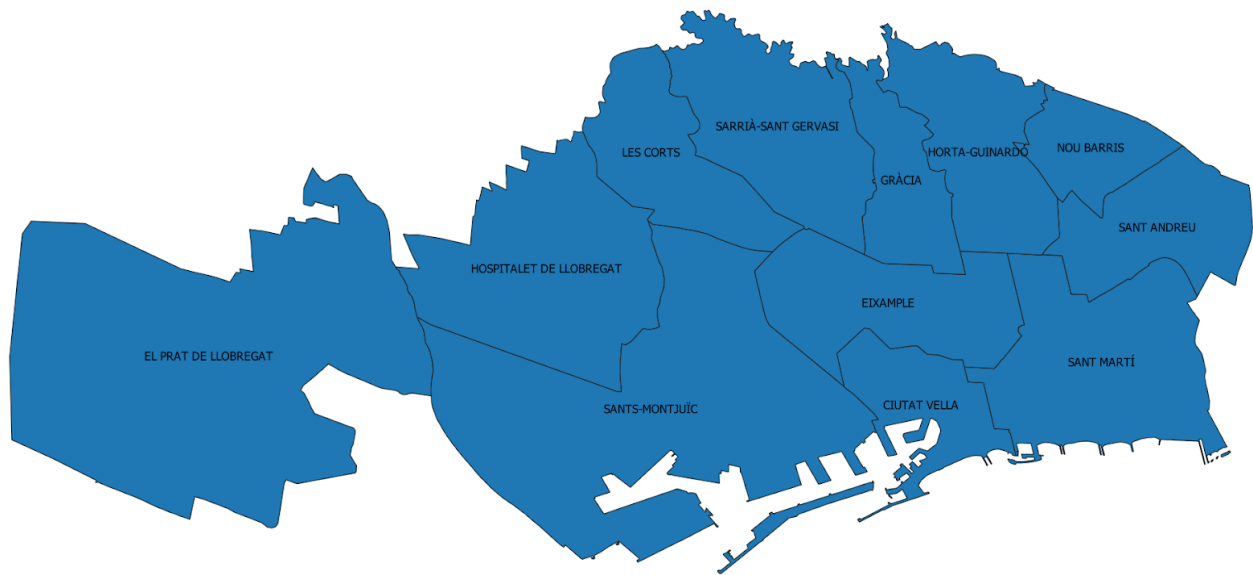 SARRIÀ-SANT GERVASI
LES CORTS
HORTA-GUINARDÓ
NOU BARRIS
GRÀCIA
SANT ANDREU
HOSPITALET DE LLOBREGAT
EIXAMPLE
EL PRAT DE LLOBREGAT
SANT MARTÍ
SANTS-MONTJUÏC
CIUTAT VELLA